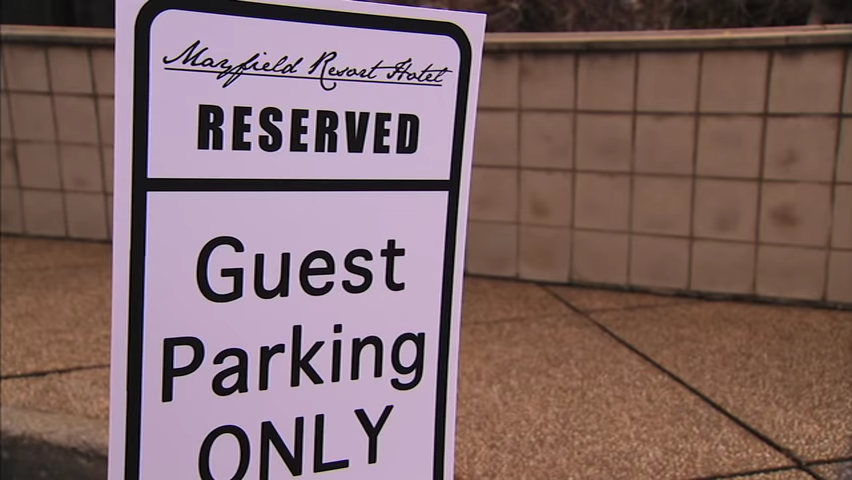 Mayfield Resort Hotel
RESERVED
Guest
Parking
ONLY